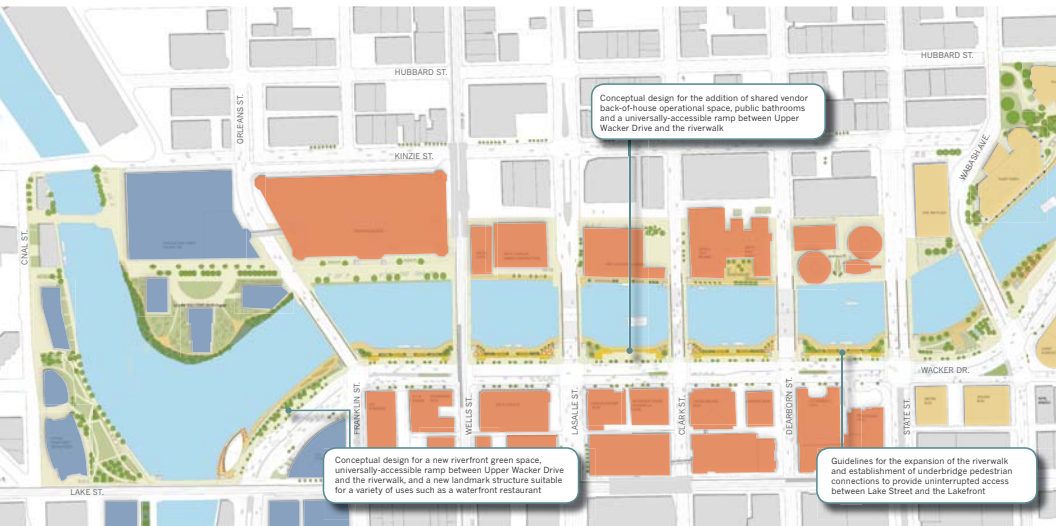 HUBBARD ST.
HUBBARD ST.
ORLEANS ST.
Conceptual design for the addition of shared vendor
back-of-house operational space, public bathrooms
and a universally-accessible ramp between Upper
Wacker Drive and the riverwalk
KINZIE ST.
WABASH AVE.
CNAL ST.
WACKER DR.
FRANKLIN ST.
WELLS ST.
LASALLE ST.
CLARK ST.
DEARBORN ST.
STATE ST.
Conceptual design for a new riverfront green space,
universally-accessible ramp between Upper Wacker Drive
and the riverwalk, and a new landmark structure suitable
for a variety of uses such as a waterfront restaurant
Guidelines for the expansion of the riverwalk
and establishment of underbridge pedestrian
connections to provide uninterrupted access
between Lake Street and the Lakefront
LAKE ST.